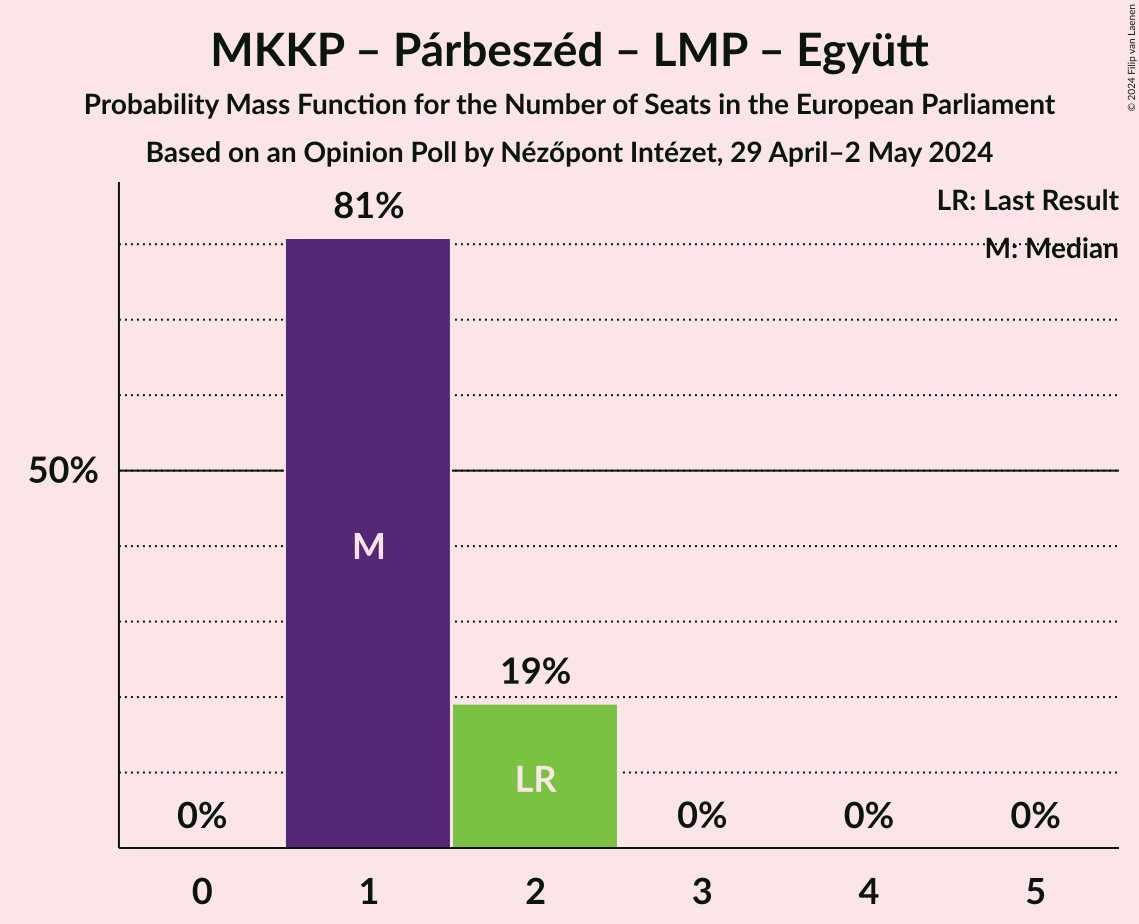 MKKP – Párbeszéd – LMP – Együtt
Probability Mass Function for the Number of Seats in the European Parliament
Based on an Opinion Poll by Nézőpont Intézet, 29 April–2 May 2024
© 2024 Filip van Laenen
LR: Last Result
M: Median
81%
50%
M
19%
LR
0%
0%
0%
0%
0
1
2
3
4
5